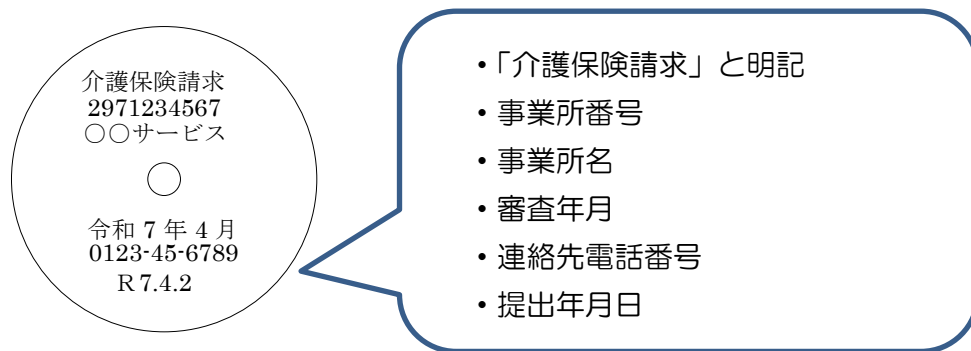 介護保険請求
2971234567
○○サービス
令和 7 年 4 月
0123-45-6789
R 7.4.2
・「介護保険請求」と明記
・事業所番号
・事業所名
・審査年月
・連絡先電話番号
・提出年月日